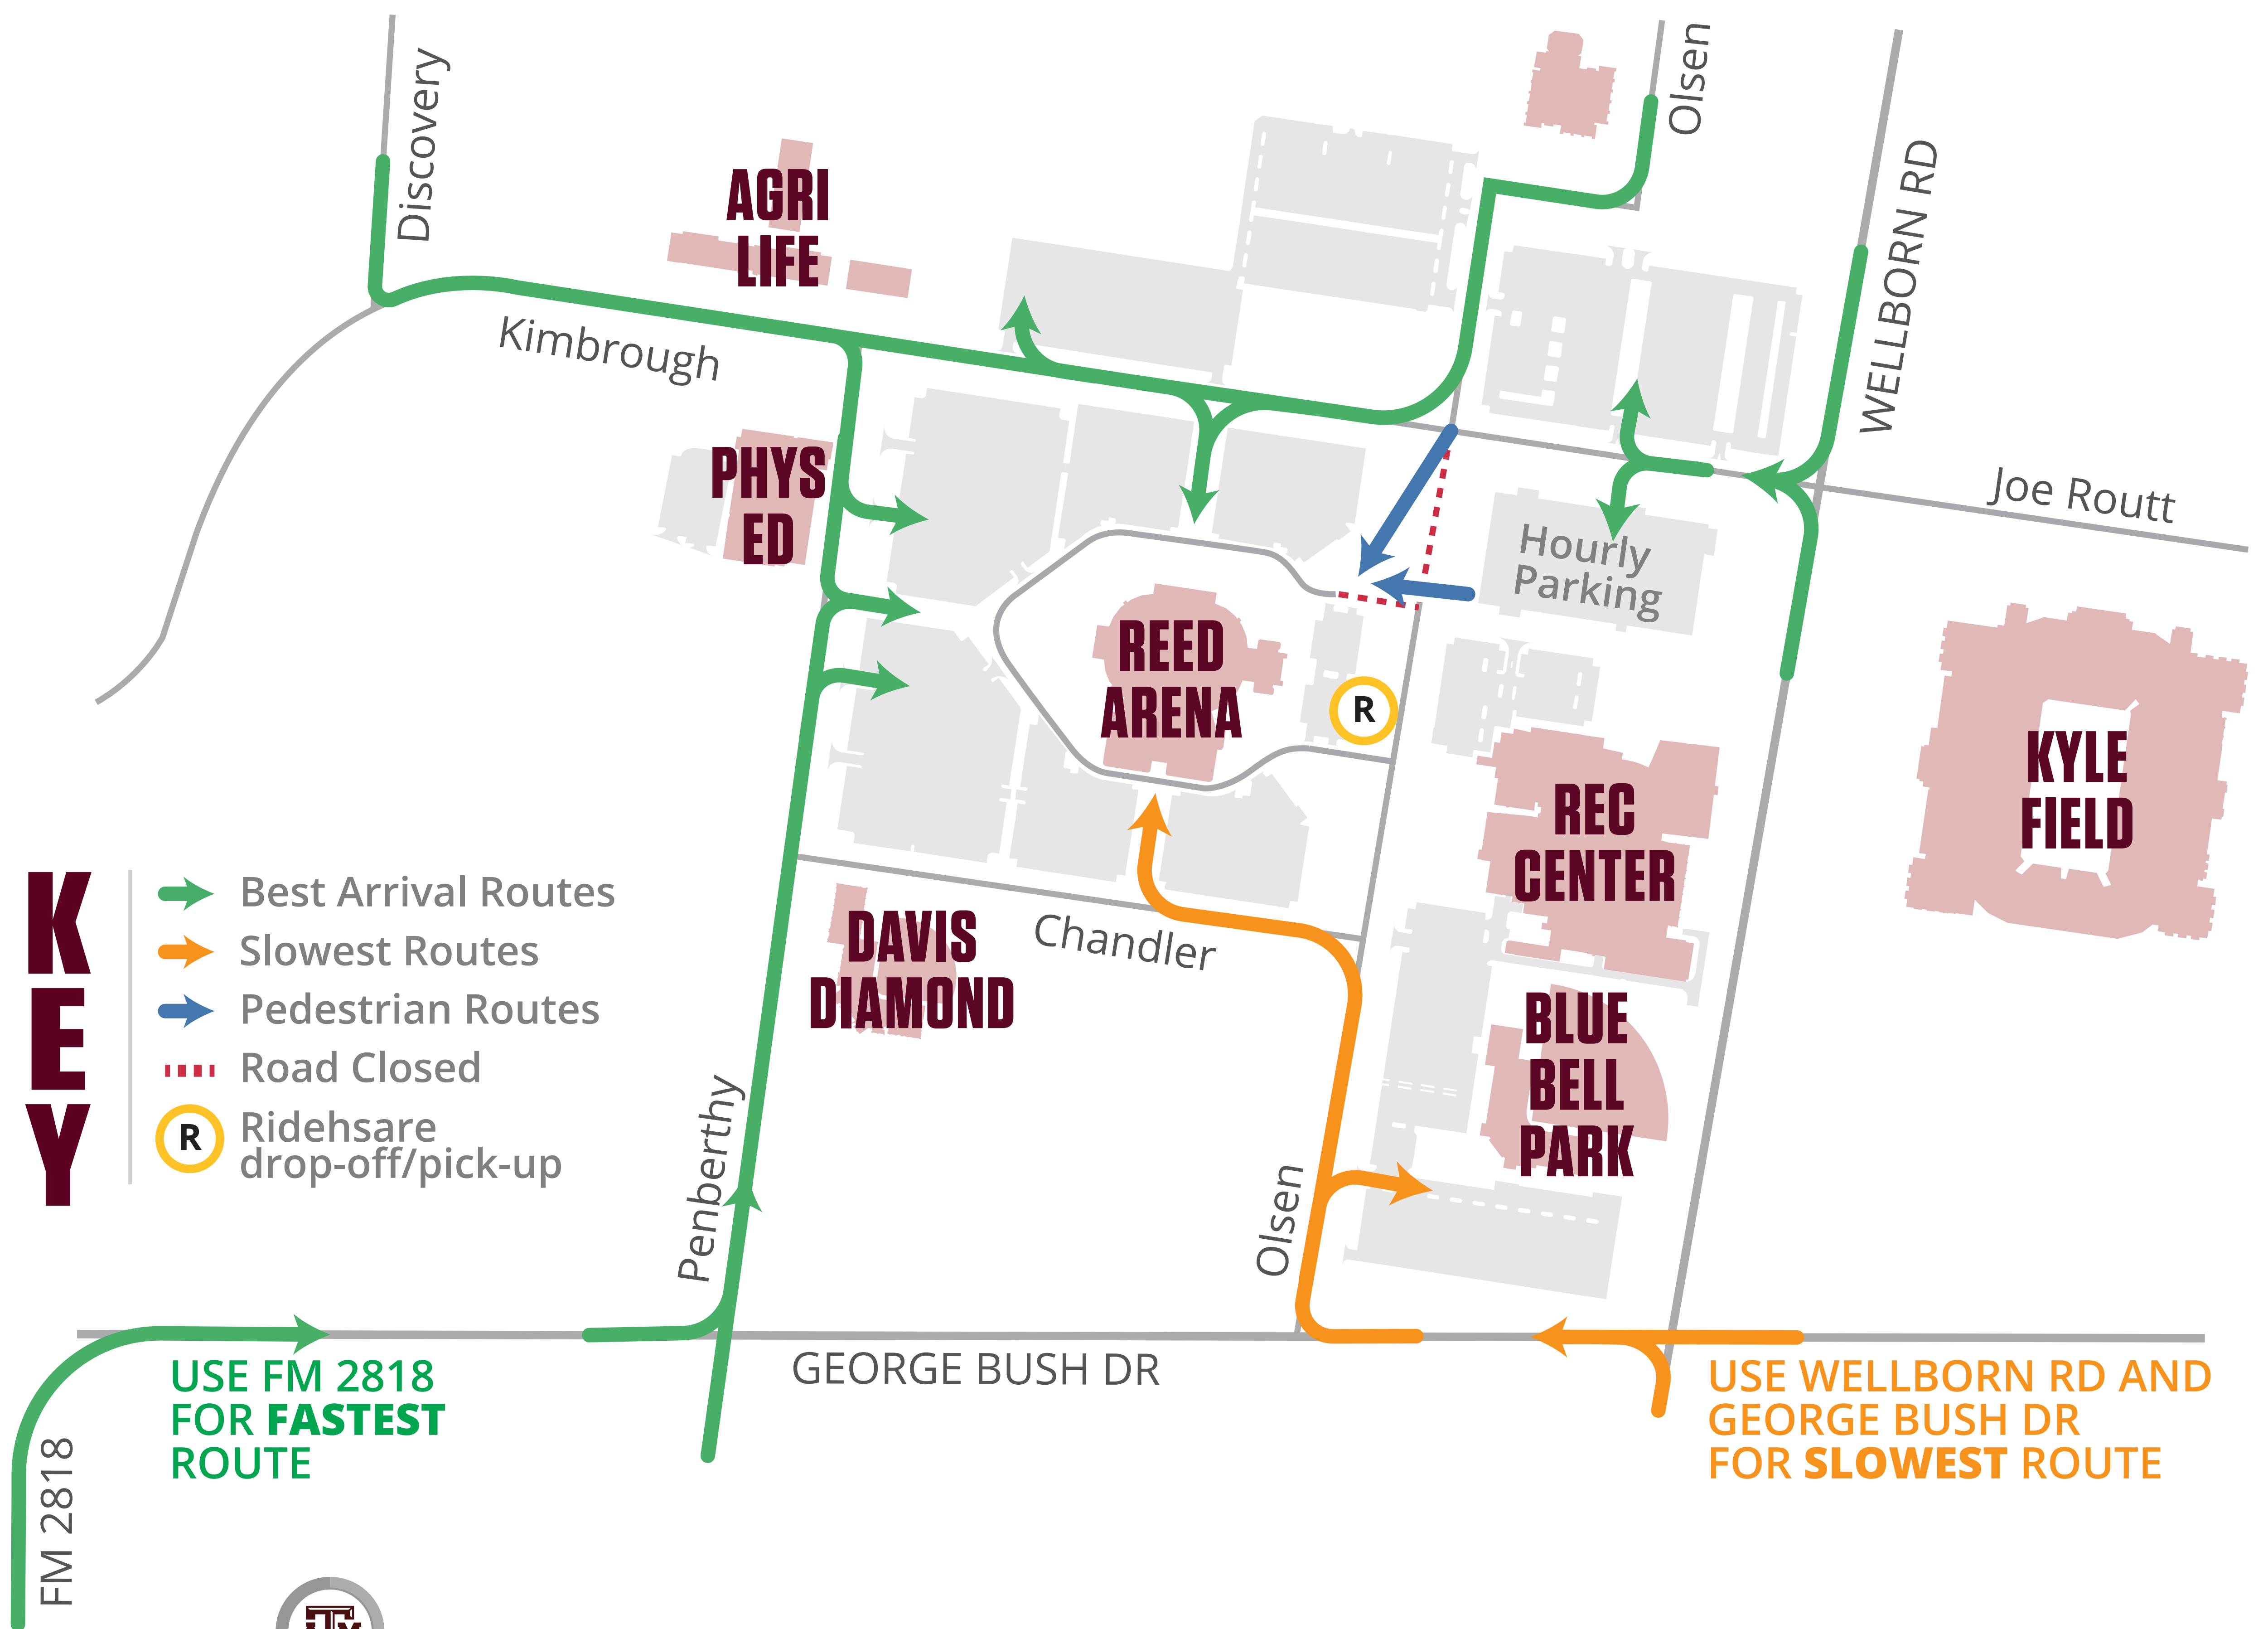 Discovery
Olsen
WELLBORN RD
AGRI
LIFE
Kimbrough
PHYS
ED
Joe Routt
Hourly
Parking
REED
ARENA
R
KYLE
FIELD
REC
CENTER
Chandler
DAVIS
DIAMOND
BLUE
BELL
PARK
KEY
Best Arrival Routes
Slowest Routes
Pedestrian Routes
Road Closed
R
Ridehsare
drop-off/pick-up
Penberthy
Olsen
GEORGE BUSH DR
USE FM 2818
FOR FASTEST
ROUTE
USE WELLBORN RD AND
GEORGE BUSH DR
FOR SLOWEST ROUTE
FM 2818